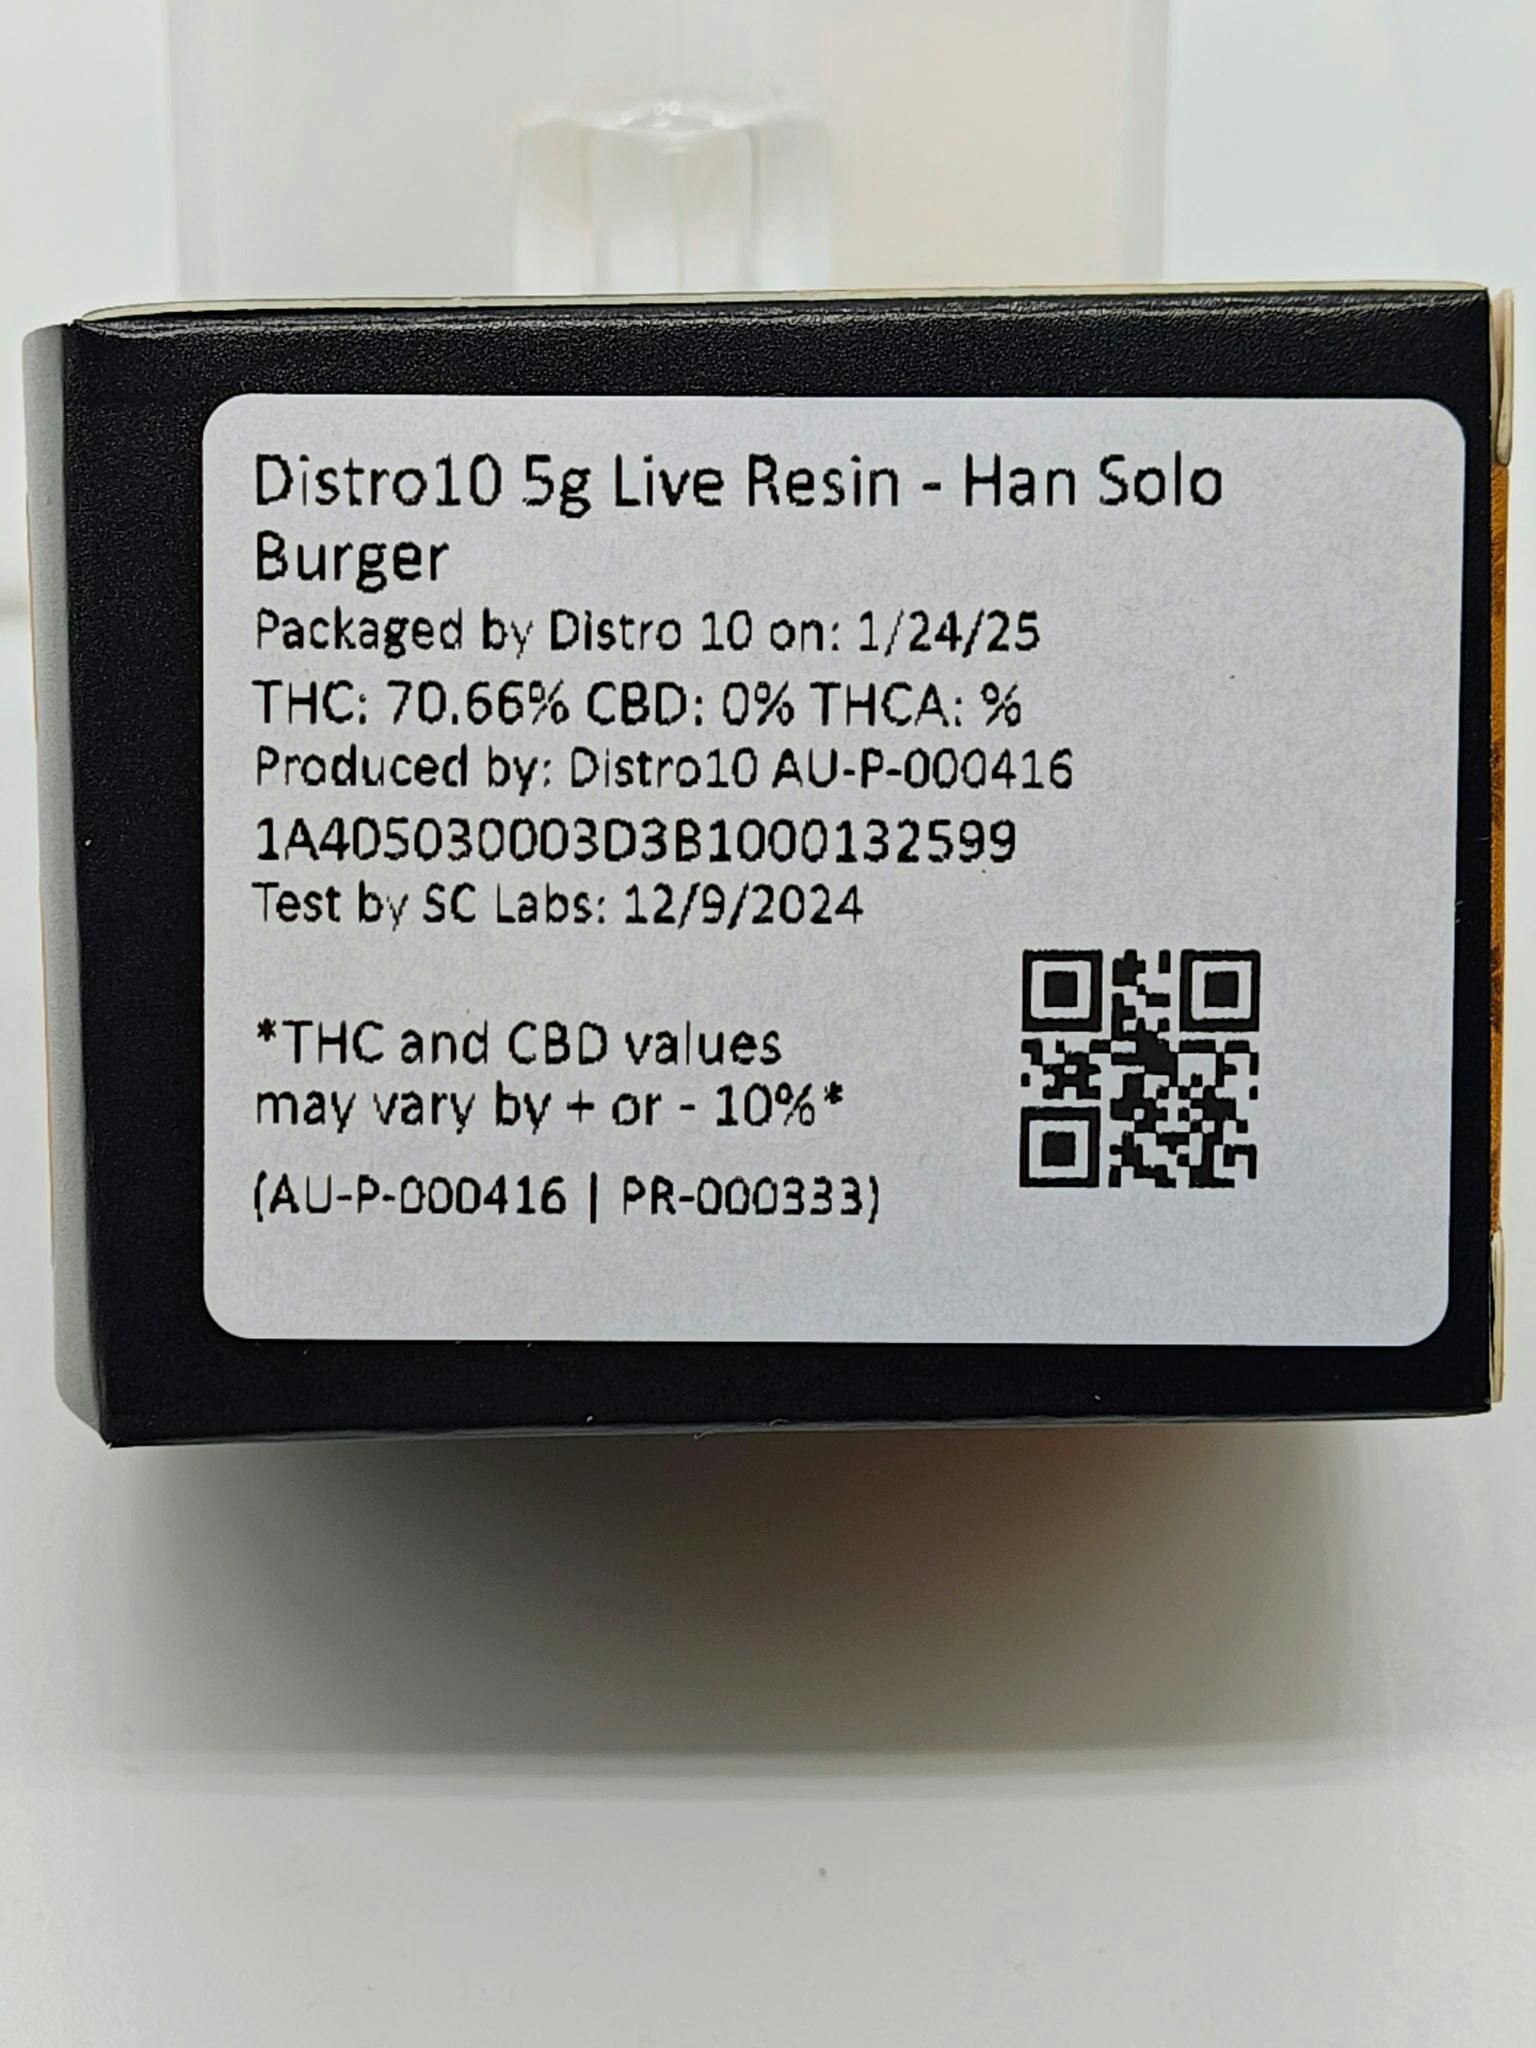 Distro10 5g Live Resin - Han Solo
Burger
Packaged by Distro 10 on: 1/24/25
THC: 70.66% CBD: 0% THCA: %
Produced by: Distro10 AU-P-000416
1A405030003D3B1000132599
Test by SC Labs: 12/9/2024
*THC and CBD values
may vary by + or - 10%*
(AU-P-000416 | PR-000333)